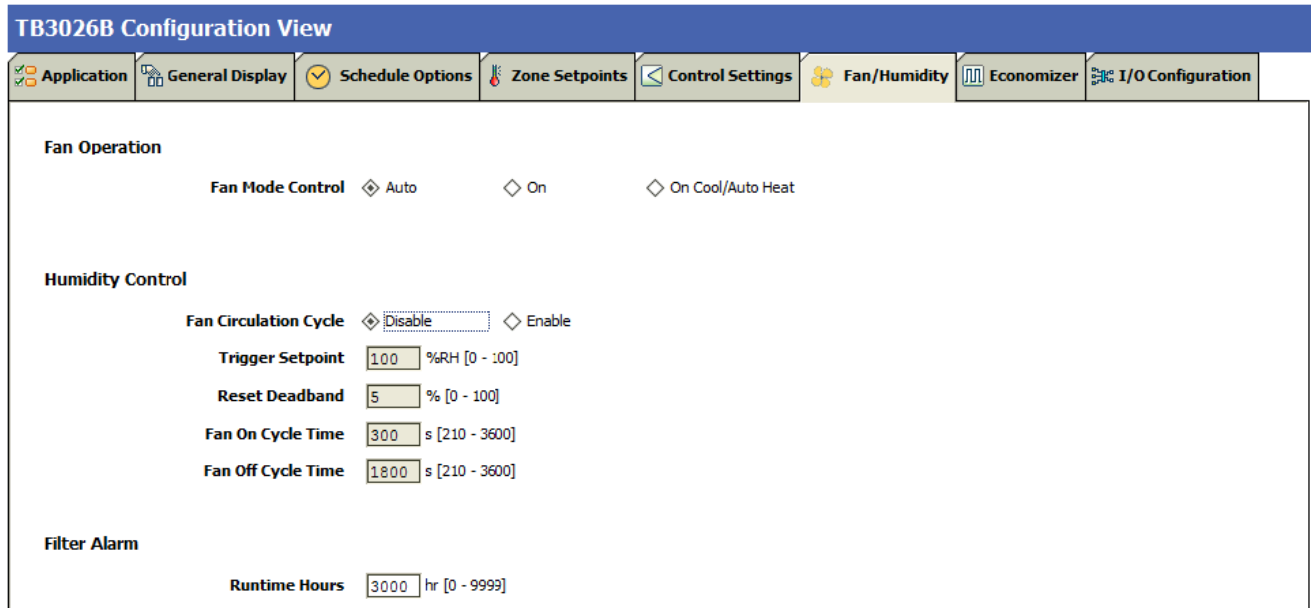 TB3026B Configuration View
Application General Display Schedule Options Zone Setpoints Control Settings Fan/Humidity Economizer I/O Configuration
Fan Operation
Fan Mode Control Auto On On Cool/Auto Heat
Humidity Control
Fan Circulation Cycle Disable Enable
Trigger Setpoint 100 %RH [0 - 100]
Reset Deadband 5 % [0 - 100]
Fan On Cycle Time 300 s [210 - 3600]
Fan Off Cycle Time 1800 s [210 - 3600]
Filter Alarm
Runtime Hours 3000 hr [0 - 9999]